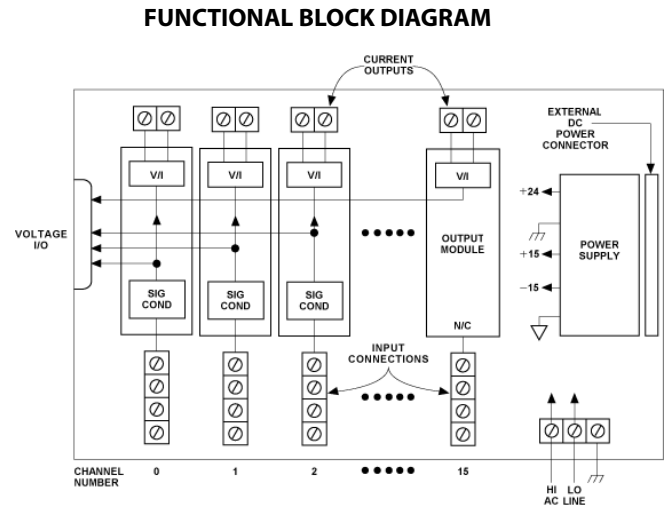 FUNCTIONAL BLOCK DIAGRAM
CURRENT
OUTPUTS
EXTERNAL
DC
POWER
CONNECTOR
V/I
V/I
V/I
V/I
+24
VOLTAGE
I/O
OUTPUT
MODULE
POWER
SUPPLY
+15
−15
SIG
COND
SIG
COND
SIG
COND
N/C
INPUT
CONNECTIONS
CHANNEL
NUMBER
0
1
2
15
HI
AC
LO
LINE